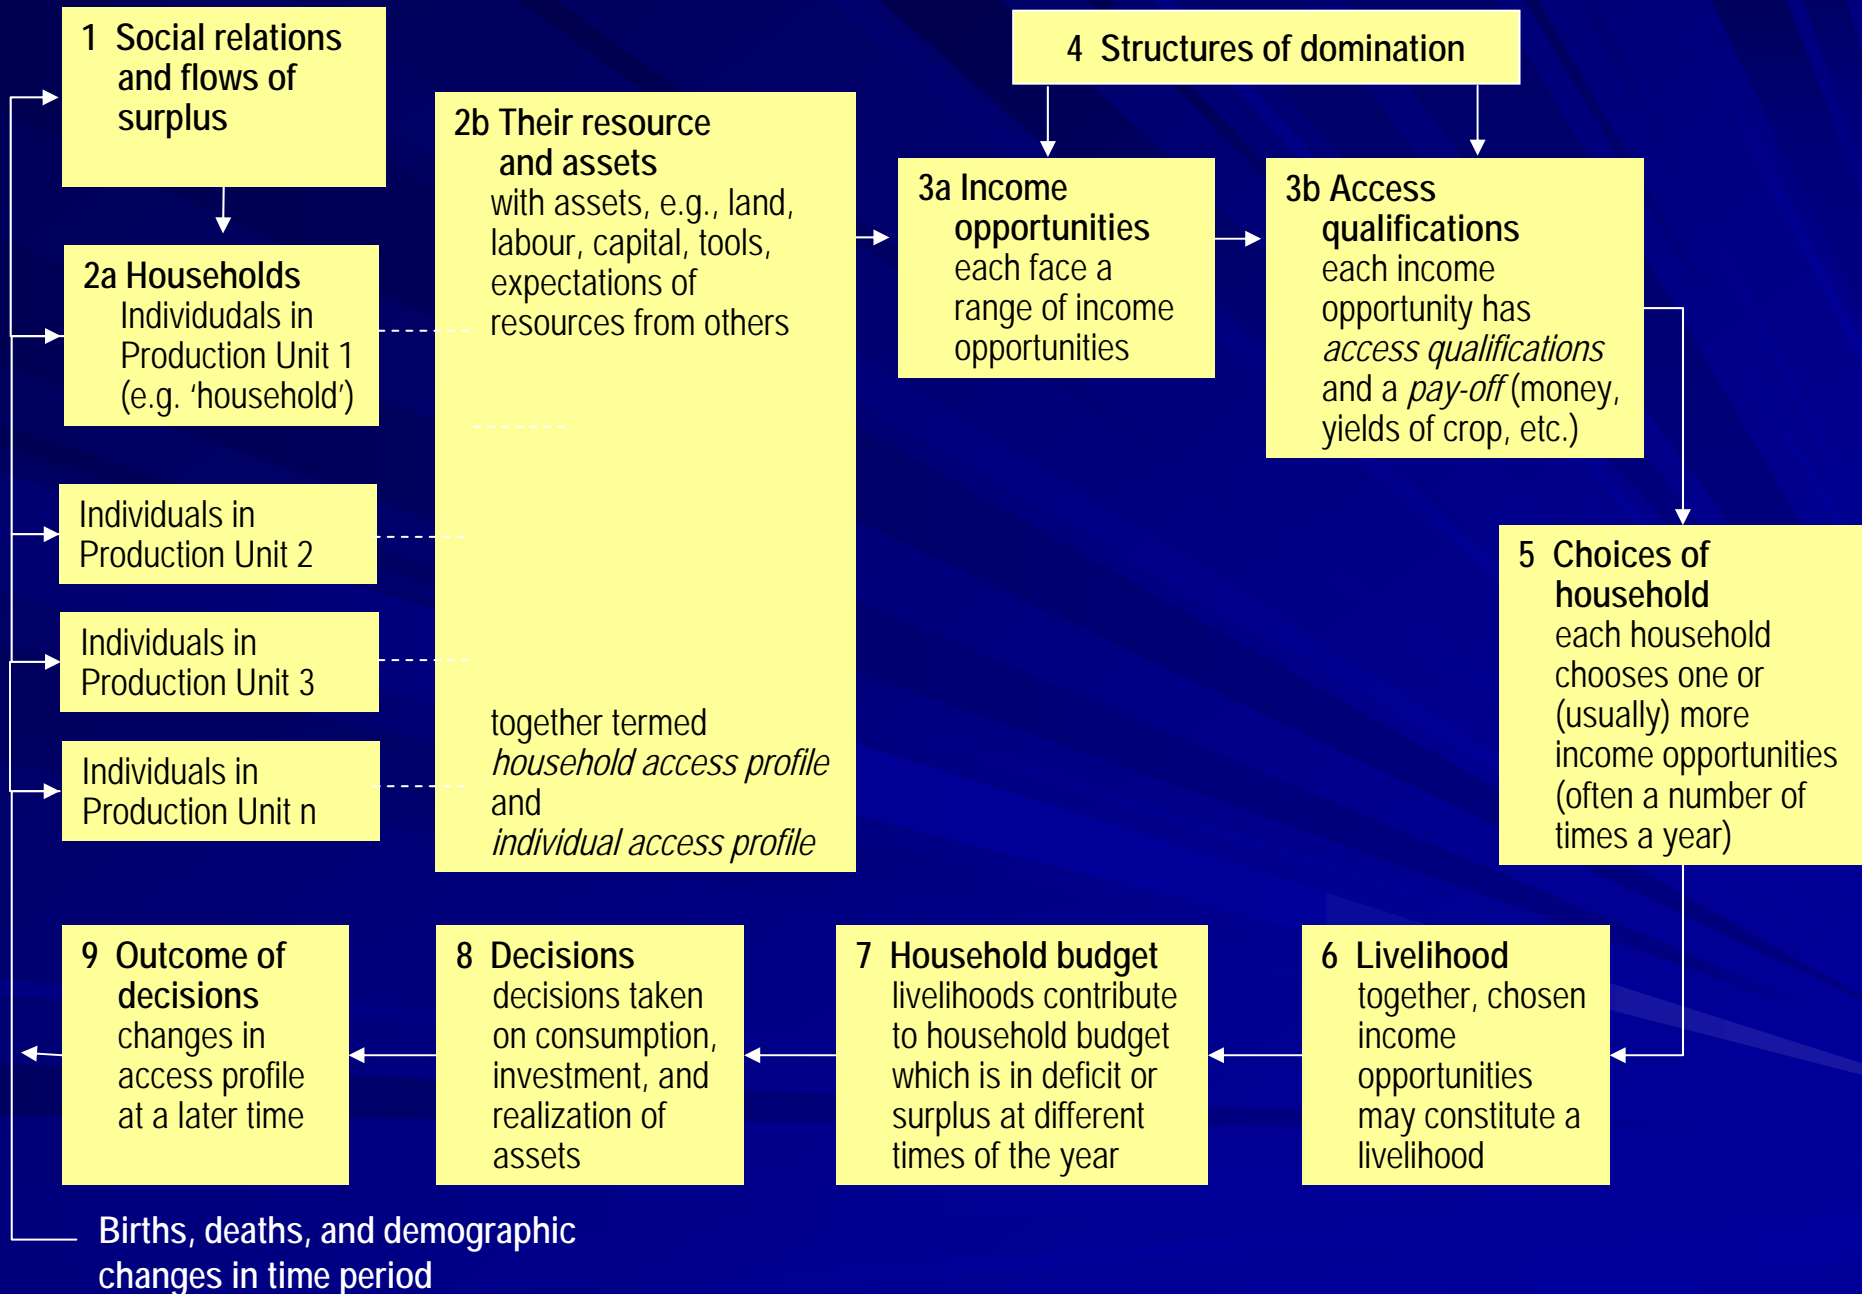 1 Social relations
and flows of
surplus
2a Households
Individudals in
Production Unit 1
(e.g. ‘household’)
Individuals in
Production Unit 2
Individuals in
Production Unit 3
Individuals in
Production Unit n
2b Their resource
and assets
with assets, e.g., land,
labour, capital, tools,
expectations of
resources from others
together termed
household access profile
and
individual access profile
4 Structures of domination
3a Income
opportunities
each face a
range of income
opportunities
3b Access
qualifications
each income
opportunity has
access qualifications
and a pay-off (money,
yields of crop, etc.)
5 Choices of
household
each household
chooses one or
(usually) more
income opportunities
(often a number of
times a year)
6 Livelihood
together, chosen
income
opportunities
may constitute a
livelihood
7 Household budget
livelihoods contribute
to household budget
which is in deficit or
surplus at different
times of the year
8 Decisions
decisions taken
on consumption,
investment, and
realization of
assets
9 Outcome of
decisions
changes in
access profile
at a later time
Births, deaths, and demographic
changes in time period